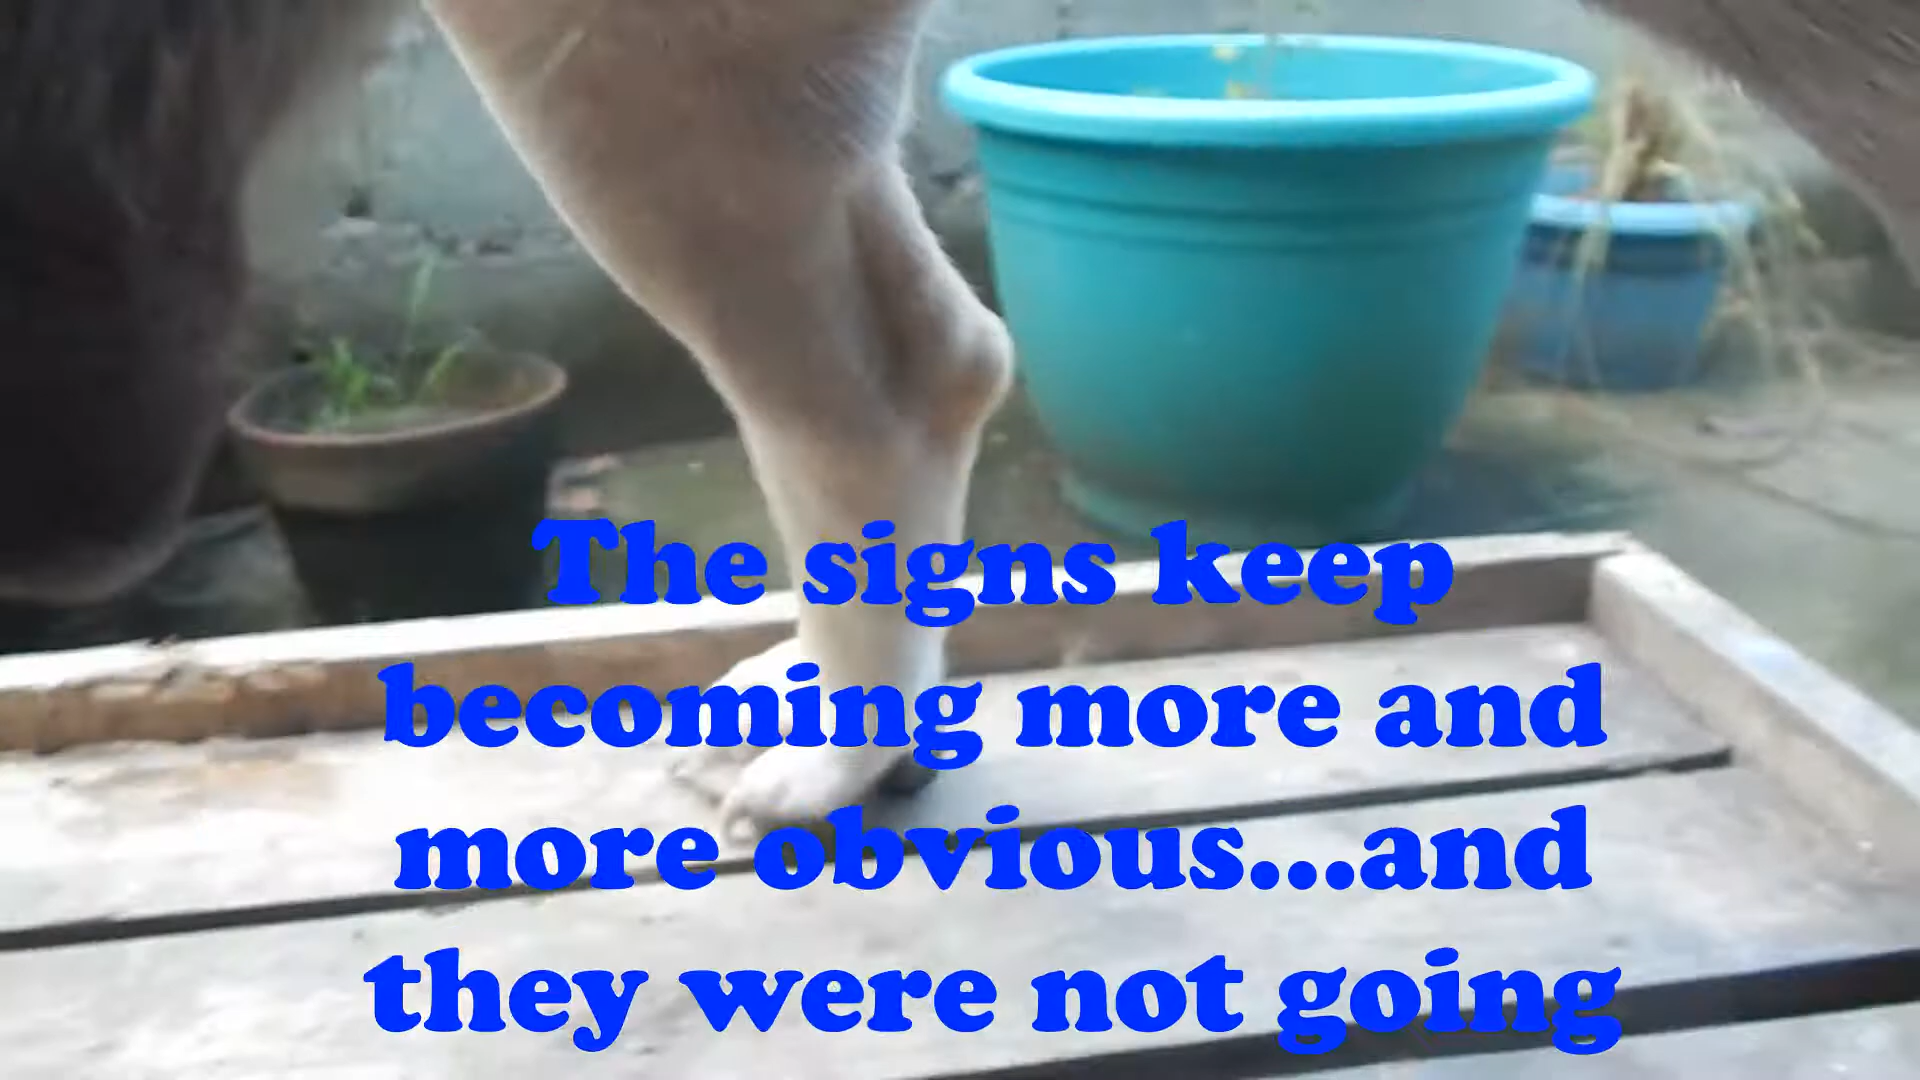 The signs keep
becoming more and
more obvious...and
they were not going